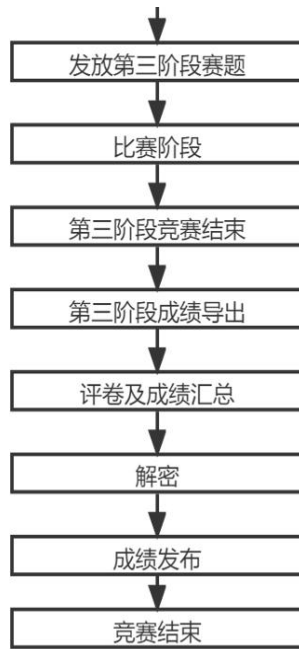 发放第三阶段赛题
比赛阶段
第三阶段竞赛结束
第三阶段成绩导出
评卷及成绩汇总
解密
成绩发布
竞赛结束